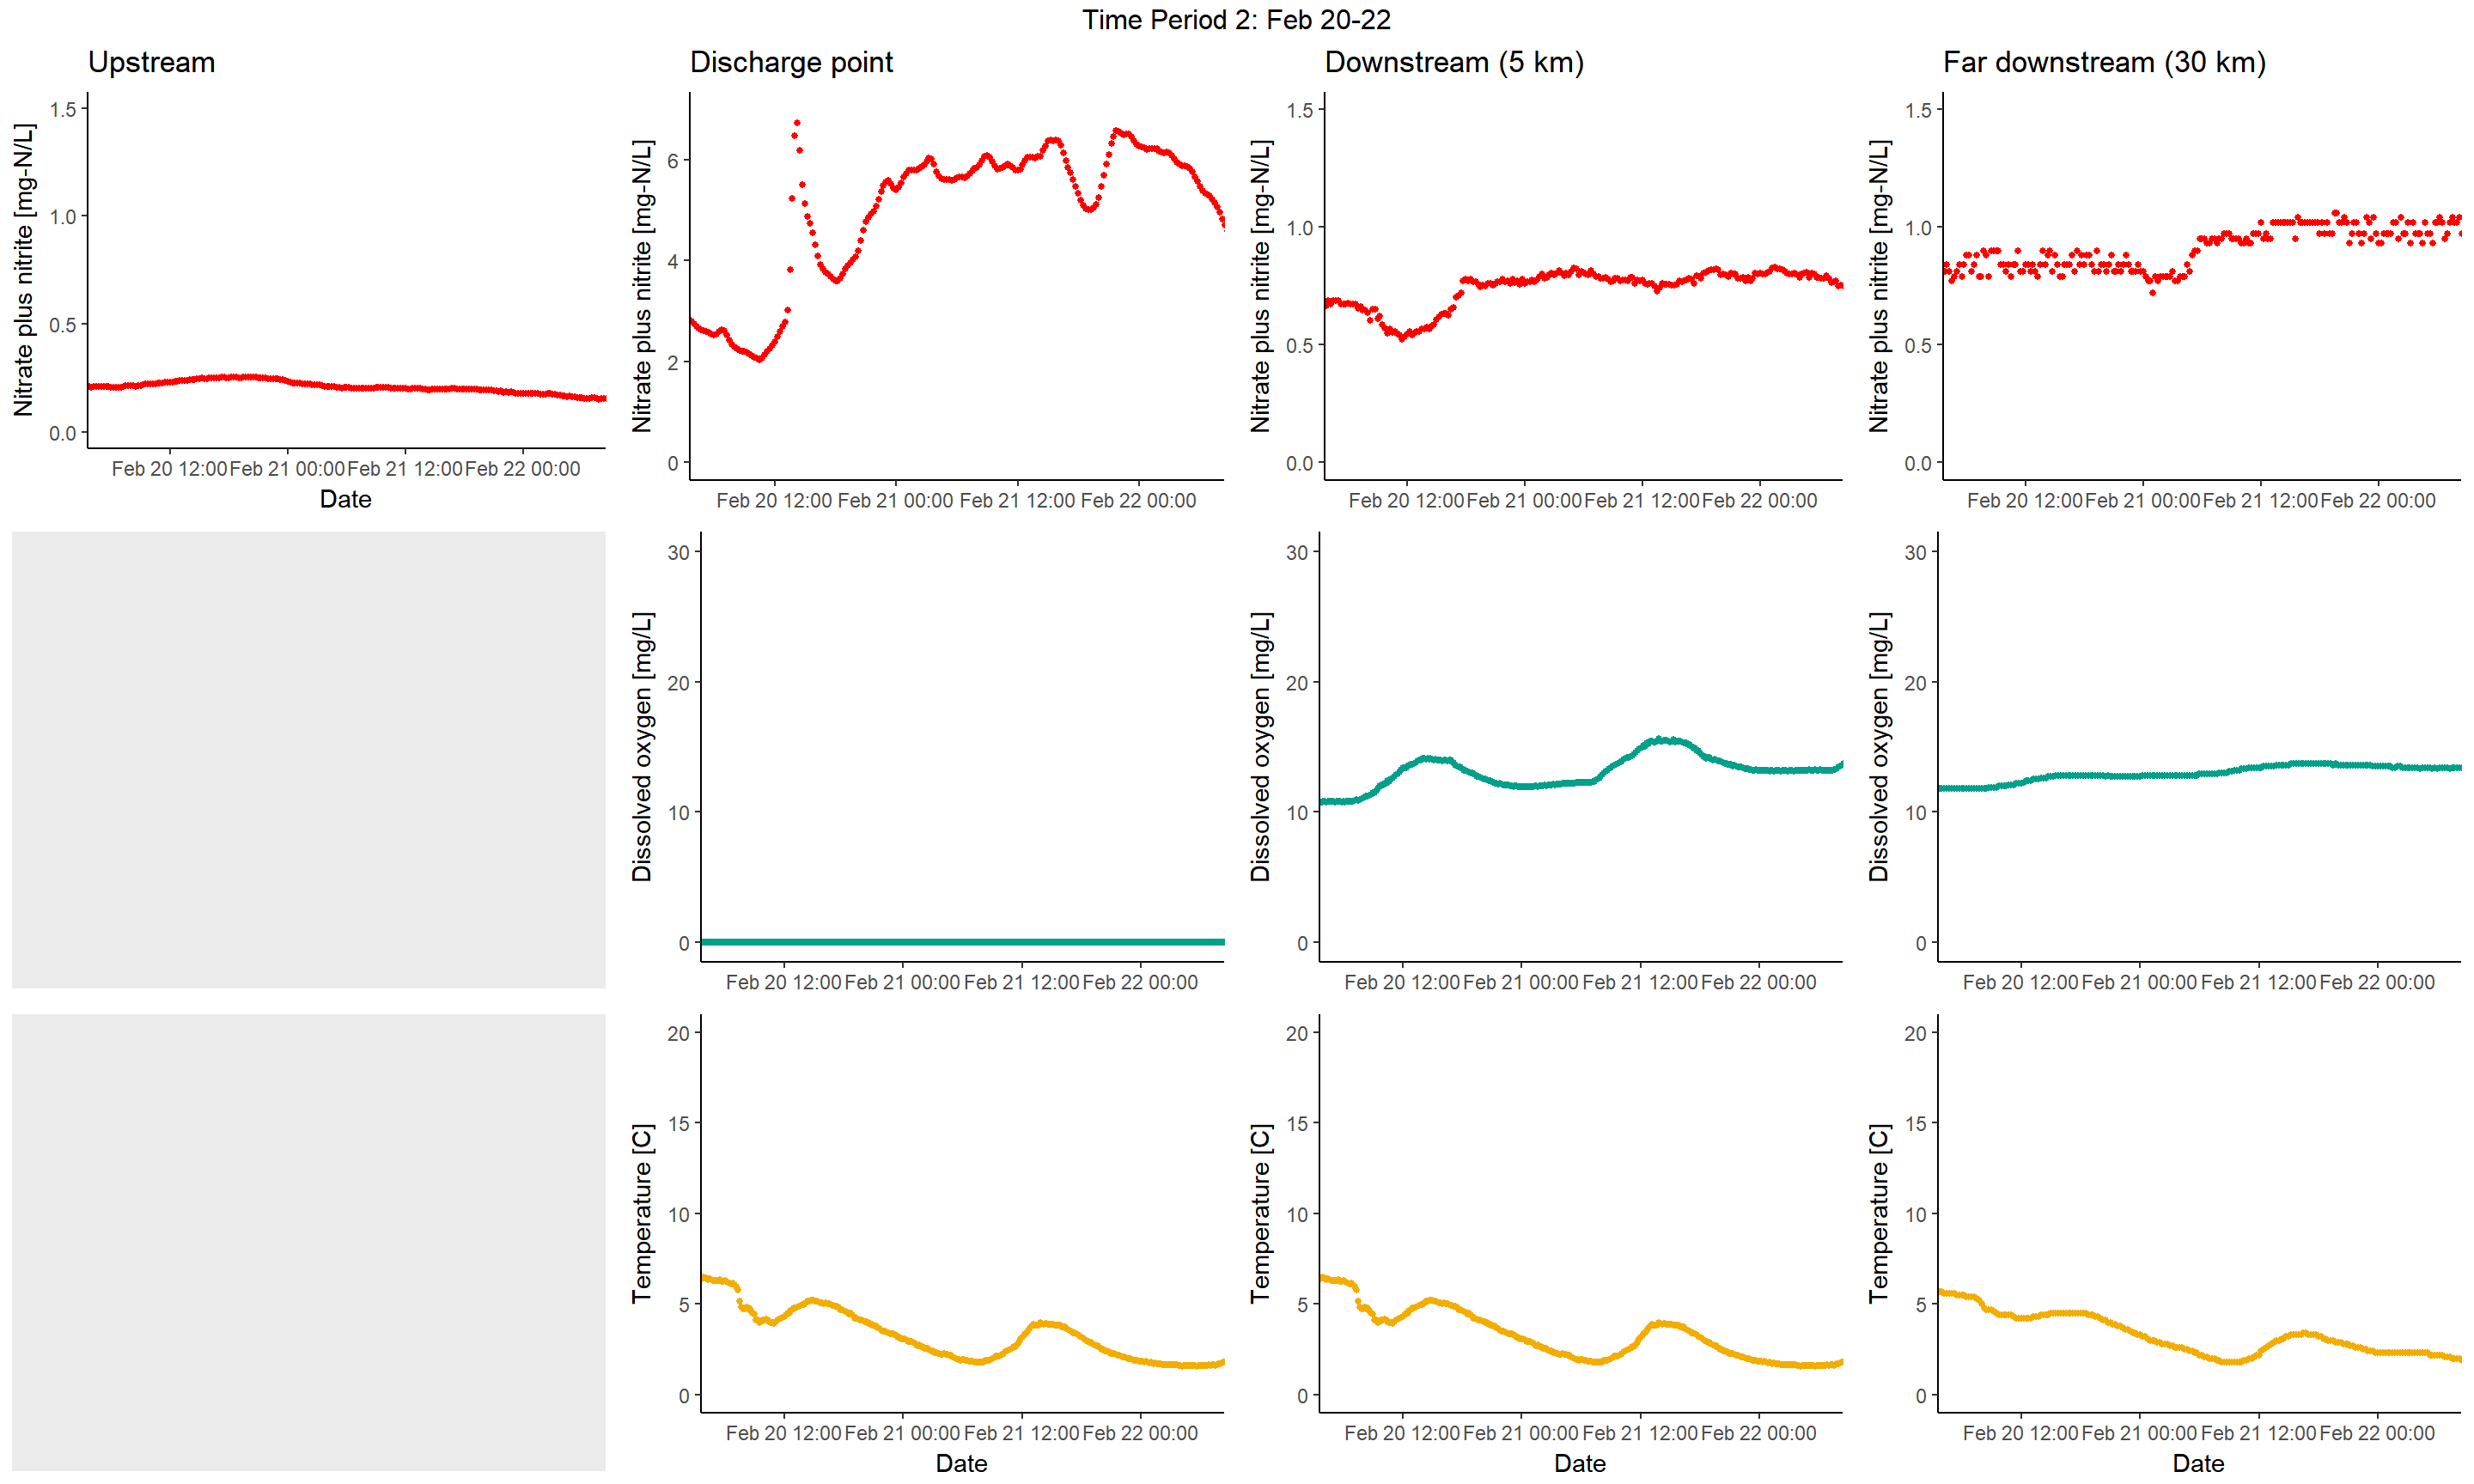 Time Period 2: Feb 20-22
Upstream
Nitrate plus nitrite [mg-N/L]
1.5
1.0
0.5
0.0
Feb 20 12:00 Feb 21 00:00 Feb 21 12:00 Feb 22 00:00
Date
Discharge point
Nitrate plus nitrite [mg-N/L]
6
4
2
0
Feb 20 12:00 Feb 21 00:00 Feb 21 12:00 Feb 22 00:00
Downstream (5 km)
Nitrate plus nitrite [mg-N/L]
1.5
1.0
0.5
0.0
Feb 20 12:00 Feb 21 00:00 Feb 21 12:00 Feb 22 00:00
Far downstream (30 km)
Nitrate plus nitrite [mg-N/L]
1.5
1.0
0.5
0.0
Feb 20 12:00 Feb 21 00:00 Feb 21 12:00 Feb 22 00:00
Dissolved oxygen [mg/L]
30
20
10
0
Feb 20 12:00 Feb 21 00:00 Feb 21 12:00 Feb 22 00:00
Dissolved oxygen [mg/L]
30
20
10
0
Feb 20 12:00 Feb 21 00:00 Feb 21 12:00 Feb 22 00:00
Dissolved oxygen [mg/L]
30
20
10
0
Feb 20 12:00 Feb 21 00:00 Feb 21 12:00 Feb 22 00:00
Temperature [C]
20
15
10
5
0
Feb 20 12:00 Feb 21 00:00 Feb 21 12:00 Feb 22 00:00
Date
Temperature [C]
20
15
10
5
0
Feb 20 12:00 Feb 21 00:00 Feb 21 12:00 Feb 22 00:00
Date
Temperature [C]
20
15
10
5
0
Feb 20 12:00 Feb 21 00:00 Feb 21 12:00 Feb 22 00:00
Date